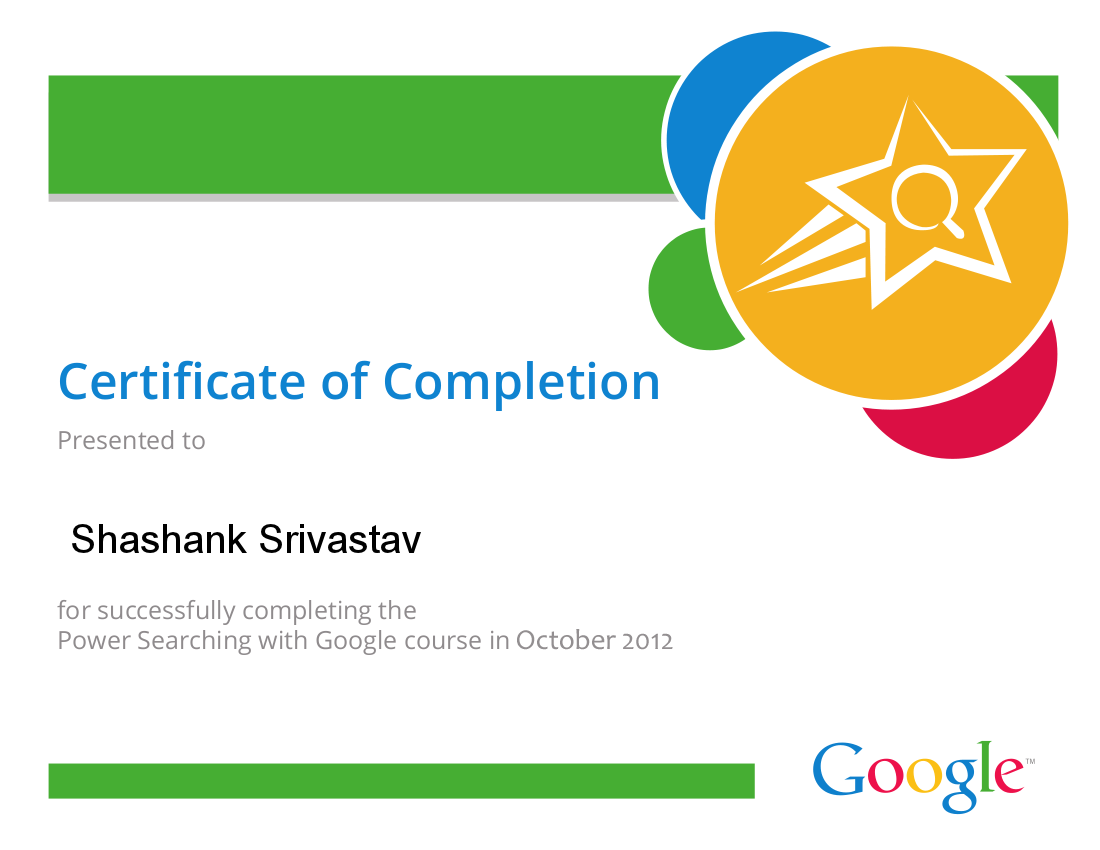 Certificate of Completion
Presented to
Shashank Srivastav
for successfully completing the
Power Searching with Google course in October 2012
Google™